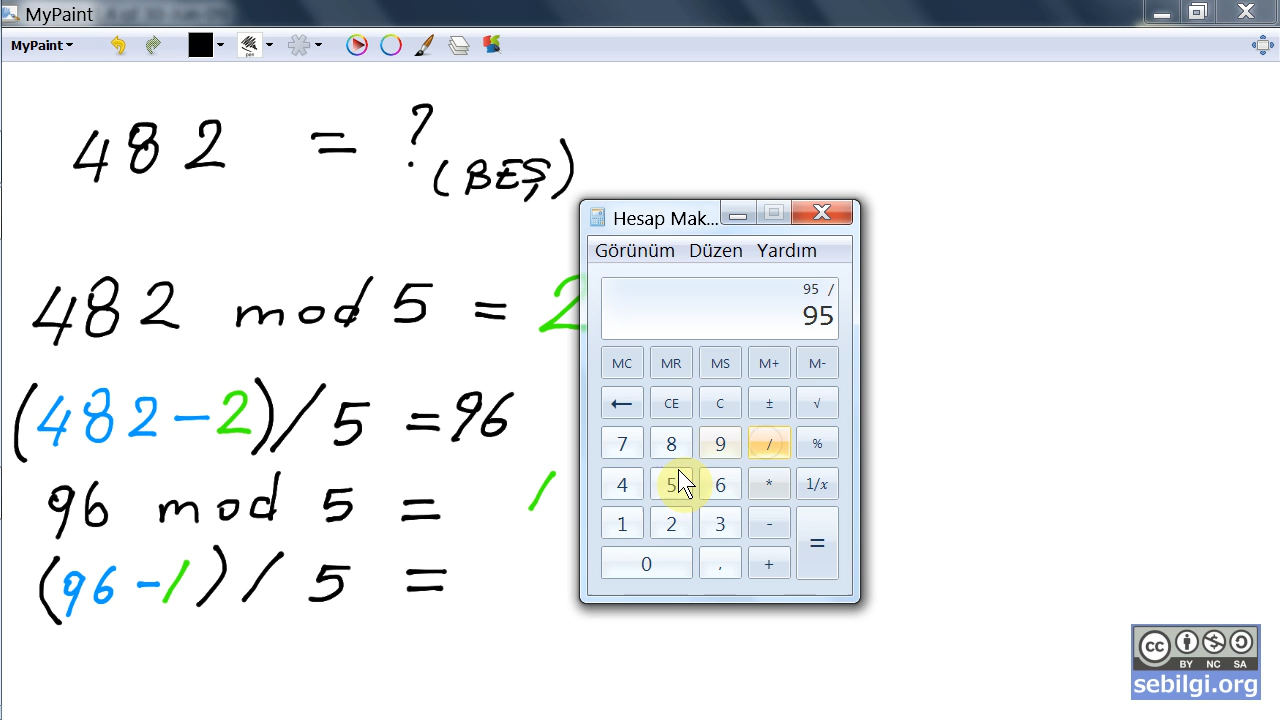 MyPaint
MyPaint
482 = ? (BEŞ)
482 mod 5 = 2
(482-2)/5 =96
96 mod 5 = 1
(96-1)/5 =
Hesap Mak...
Görünüm Düzen Yardım
95 /
95
MC MR MS M+ M-
← CE C ± √
7 8 9 / %
4 5 6 * 1/x
1 2 3 - =
0 , +
cc
BY NC SA
sebilgi.org